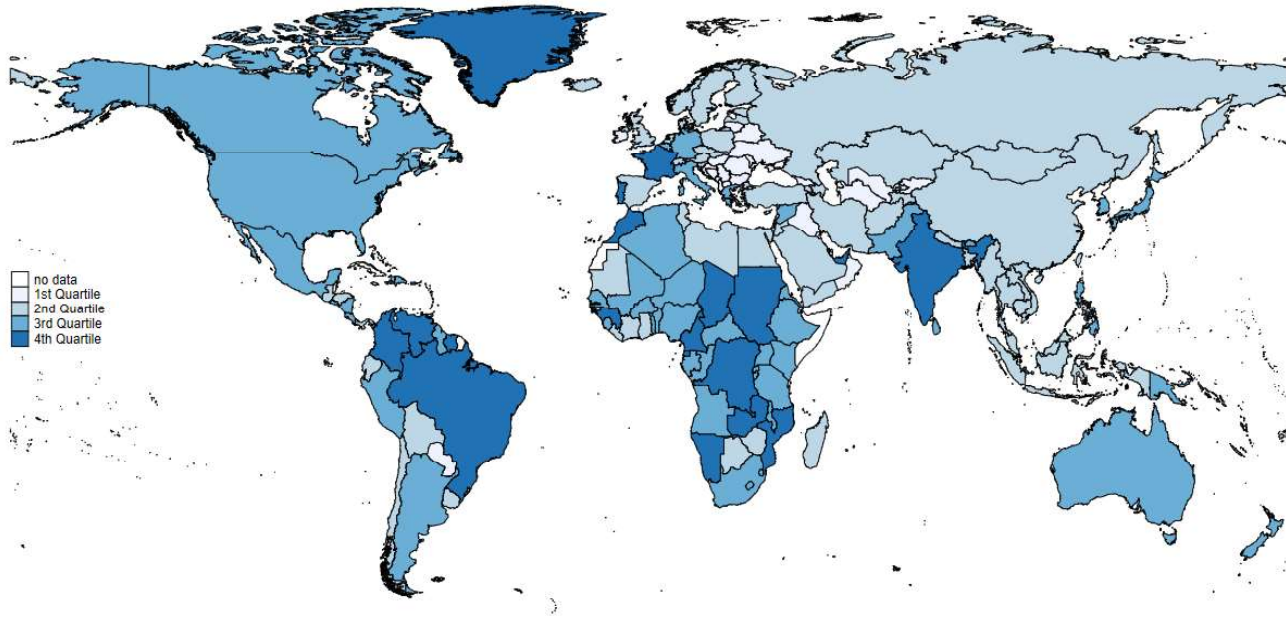 no data
1st Quartile
2nd Quartile
3rd Quartile
4th Quartile